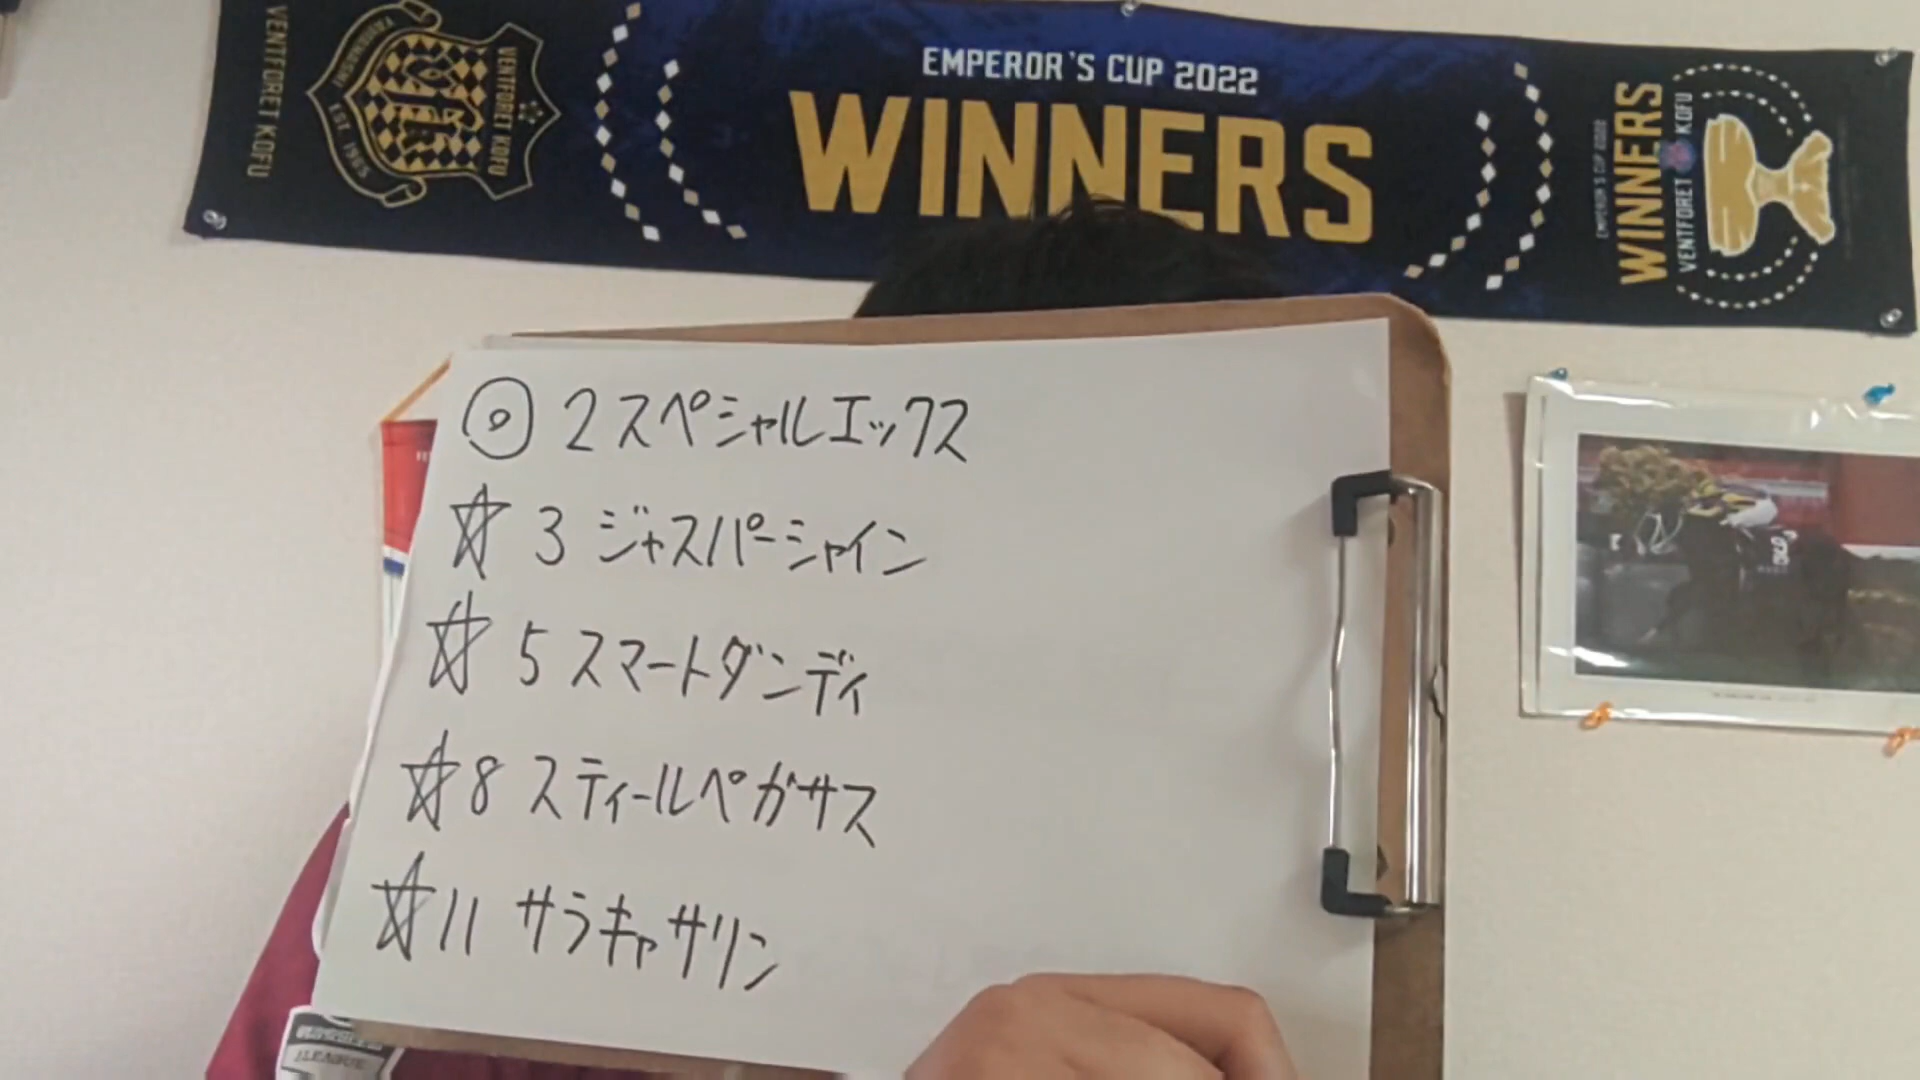 VENTFORET KOFU
VENTFORET KOFU
EST 1965
EMPEROR'S CUP 2022
WINNERS
EMPEROR'S CUP 2022
WINNERS
VENTFORET KOFU
◎ 2 スペシャルエックス
☆ 3 ジャスパーシャイン
☆ 5 スマートダンディ
☆ 8 スティールペガサス
☆ 11 サラキャサリン
J.LEAGUE